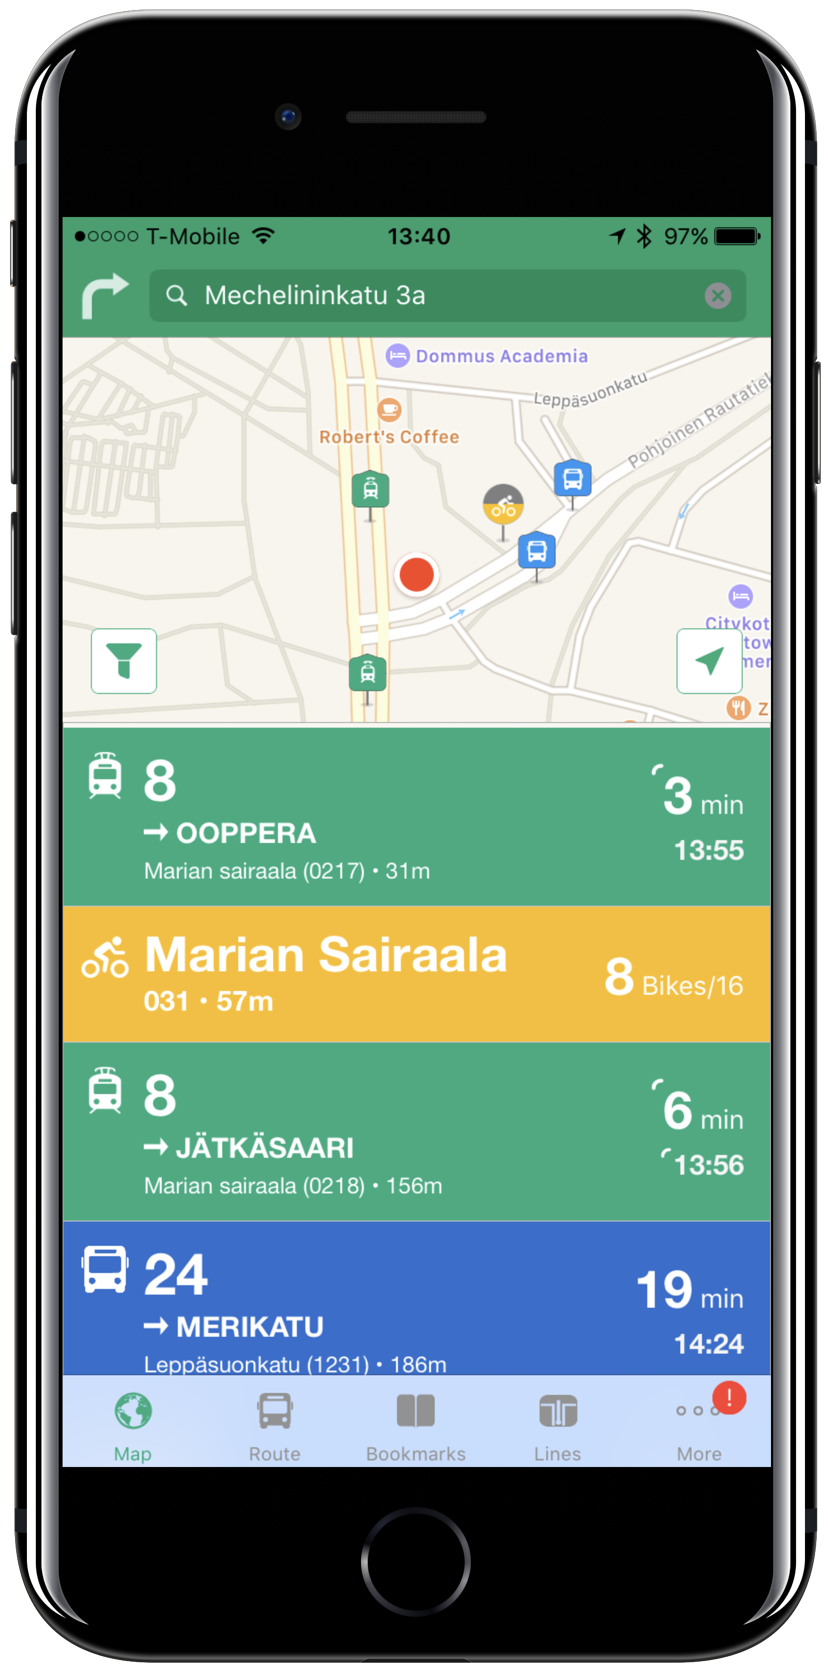 T-Mobile 13:40 97%
Mechelininkatu 3a
Dommus Academia
Leppäsuonkatu
Robert's Coffee
Pohjoinen Rautatiek
Citykot
tow
mer
Z
8 3 min
→ OOPPERA 13:55
Marian sairaala (0217) • 31m
Marian Sairaala 8 Bikes/16
031 • 57m
8 6 min
→ JÄTKÄSAARI 13:56
Marian sairaala (0218) • 156m
24 19 min
→ MERIKATU 14:24
Leppäsuonkatu (1231) • 186m
!
Map Route Bookmarks Lines More